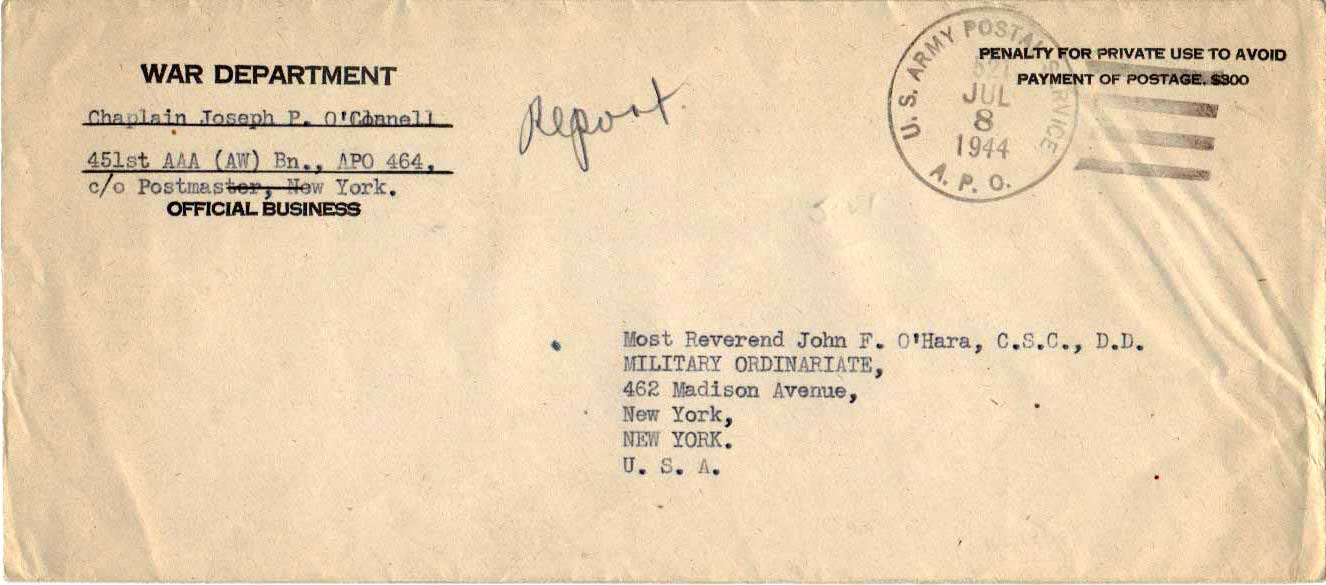 WAR DEPARTMENT
Chaplain Joseph P. O'Connell
451st AAA (AW) Bn., APO 464,
c/o Postmaster, New York.
OFFICIAL BUSINESS
Report.
U. S. ARMY POSTAL SERVICE
JUL
8
1944
A. P. O.
PENALTY FOR PRIVATE USE TO AVOID
PAYMENT OF POSTAGE. $300
Most Reverend John F. O'Hara, C.S.C., D.D.
MILITARY ORDINARIATE,
462 Madison Avenue,
New York,
NEW YORK.
U. S. A.